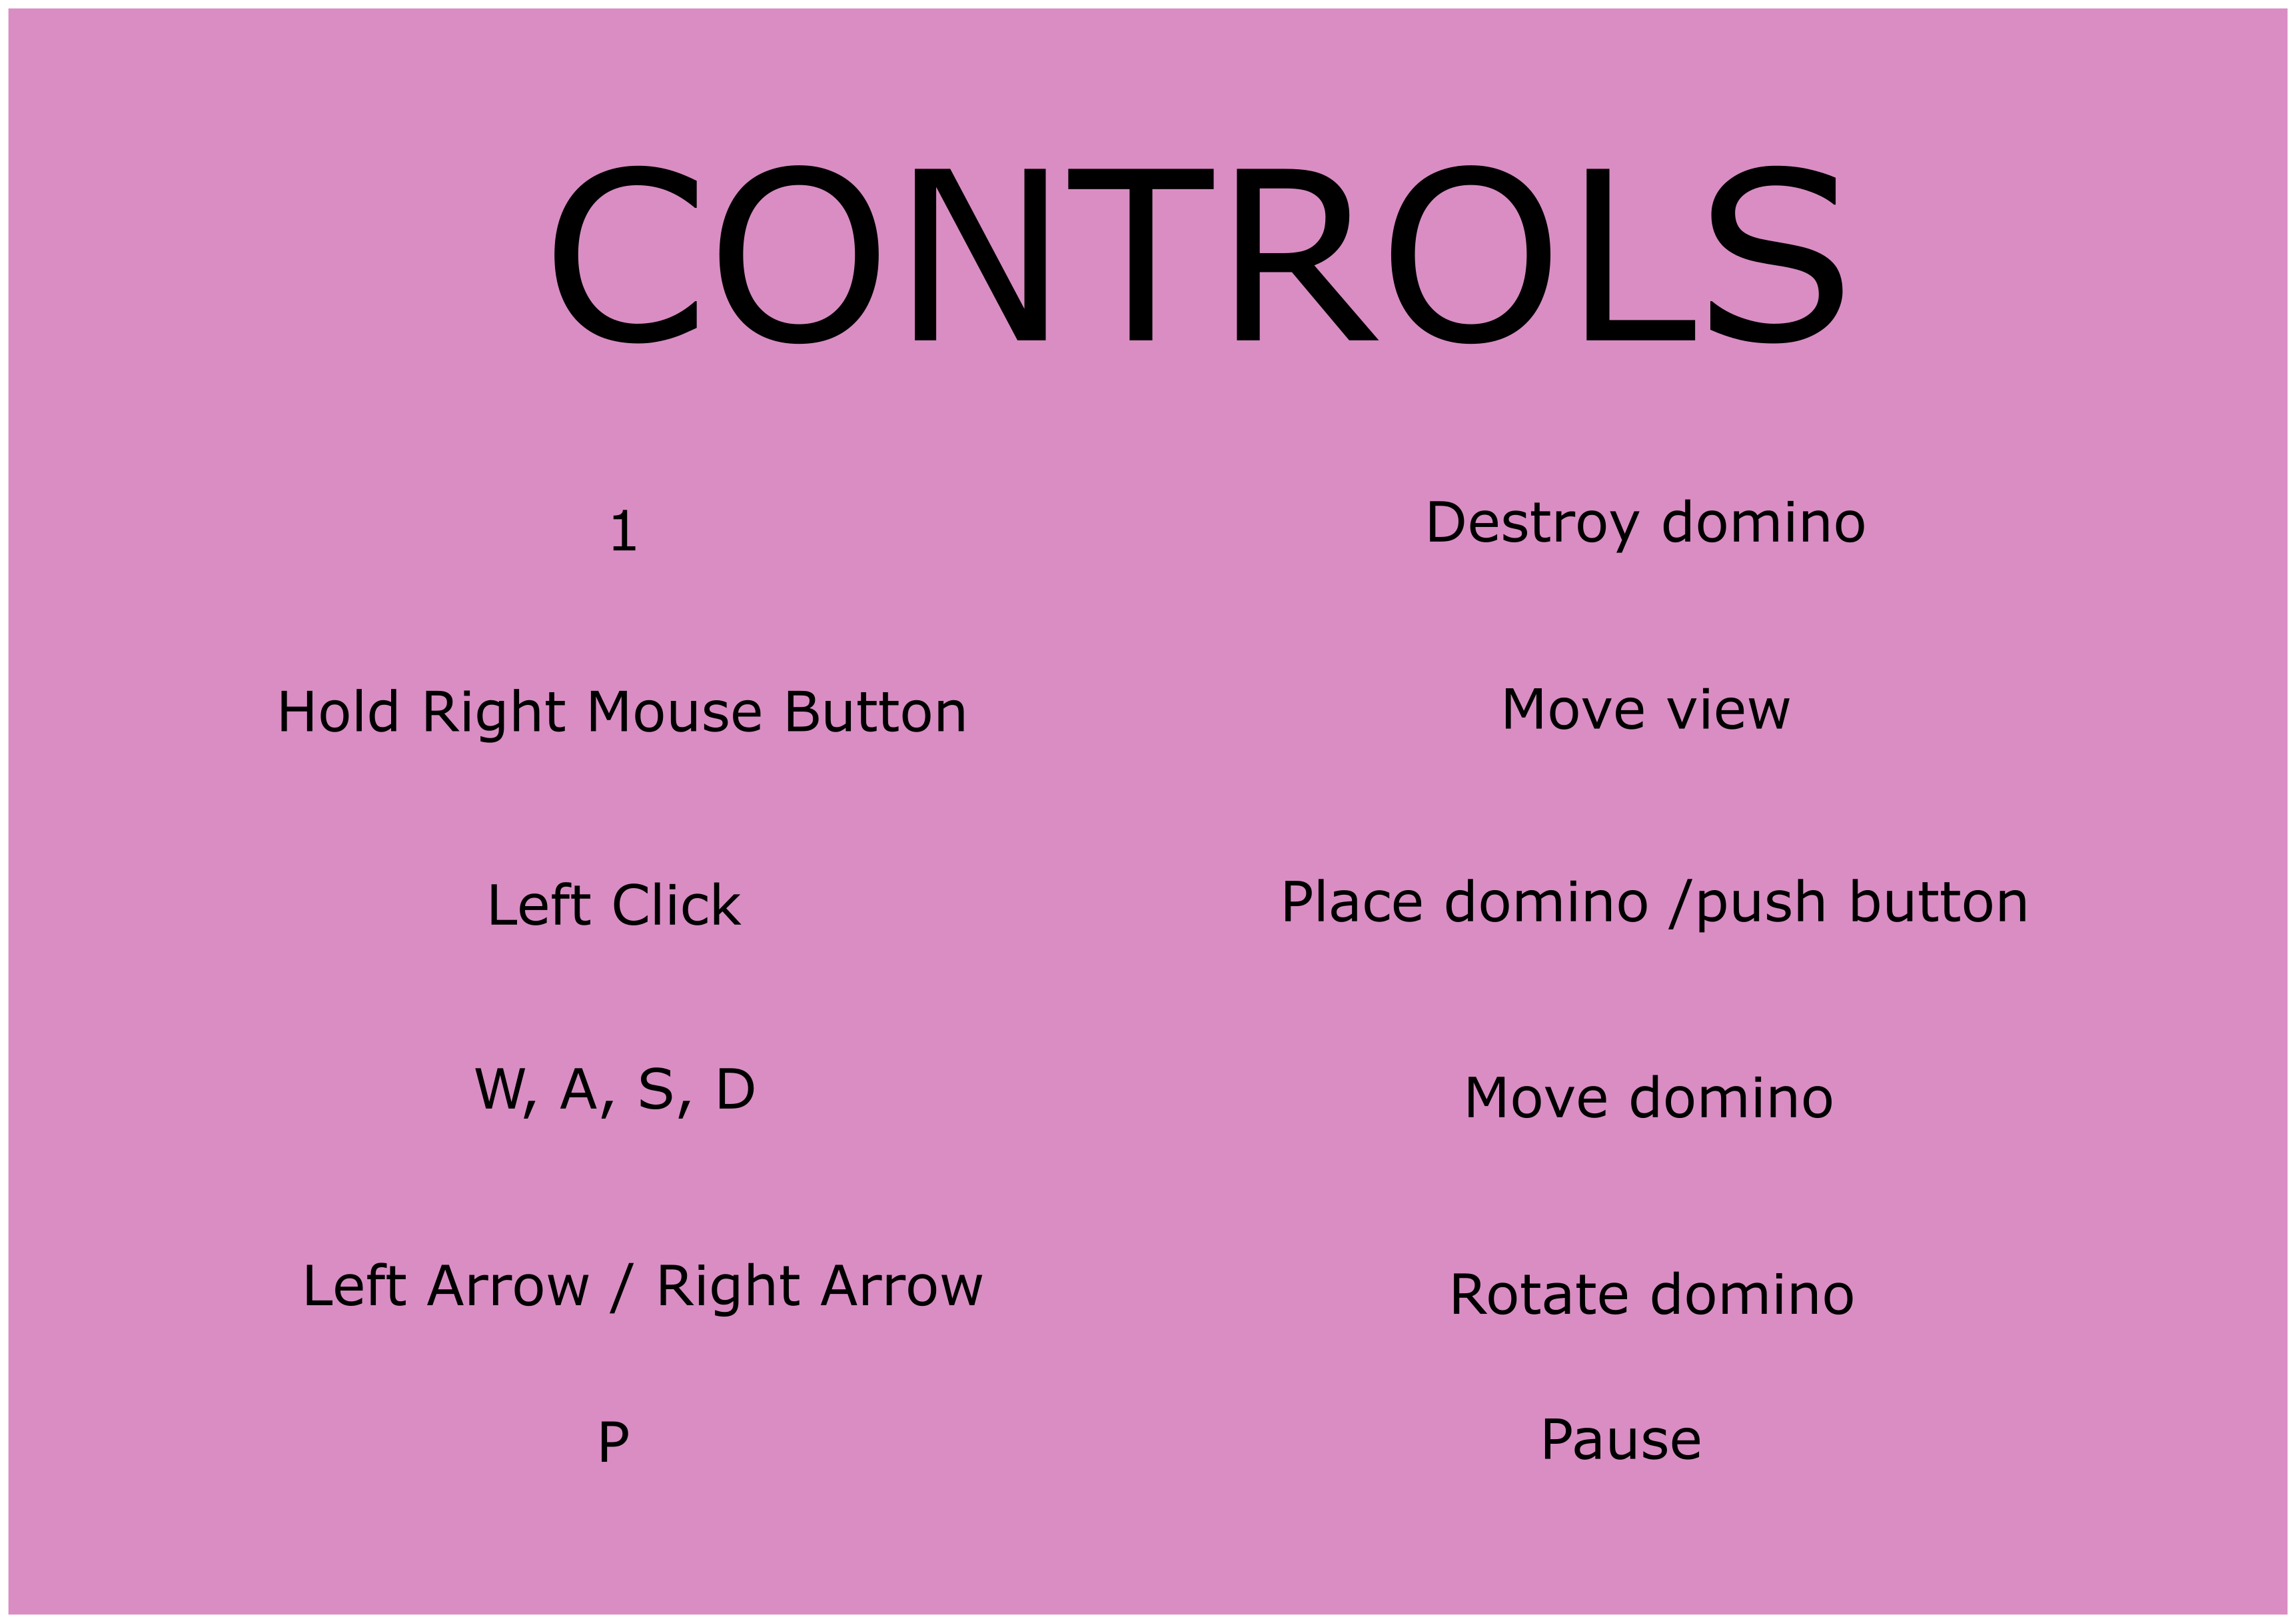 CONTROLS
1 Destroy domino
Hold Right Mouse Button Move view
Left Click Place domino /push button
W, A, S, D Move domino
Left Arrow / Right Arrow Rotate domino
P Pause